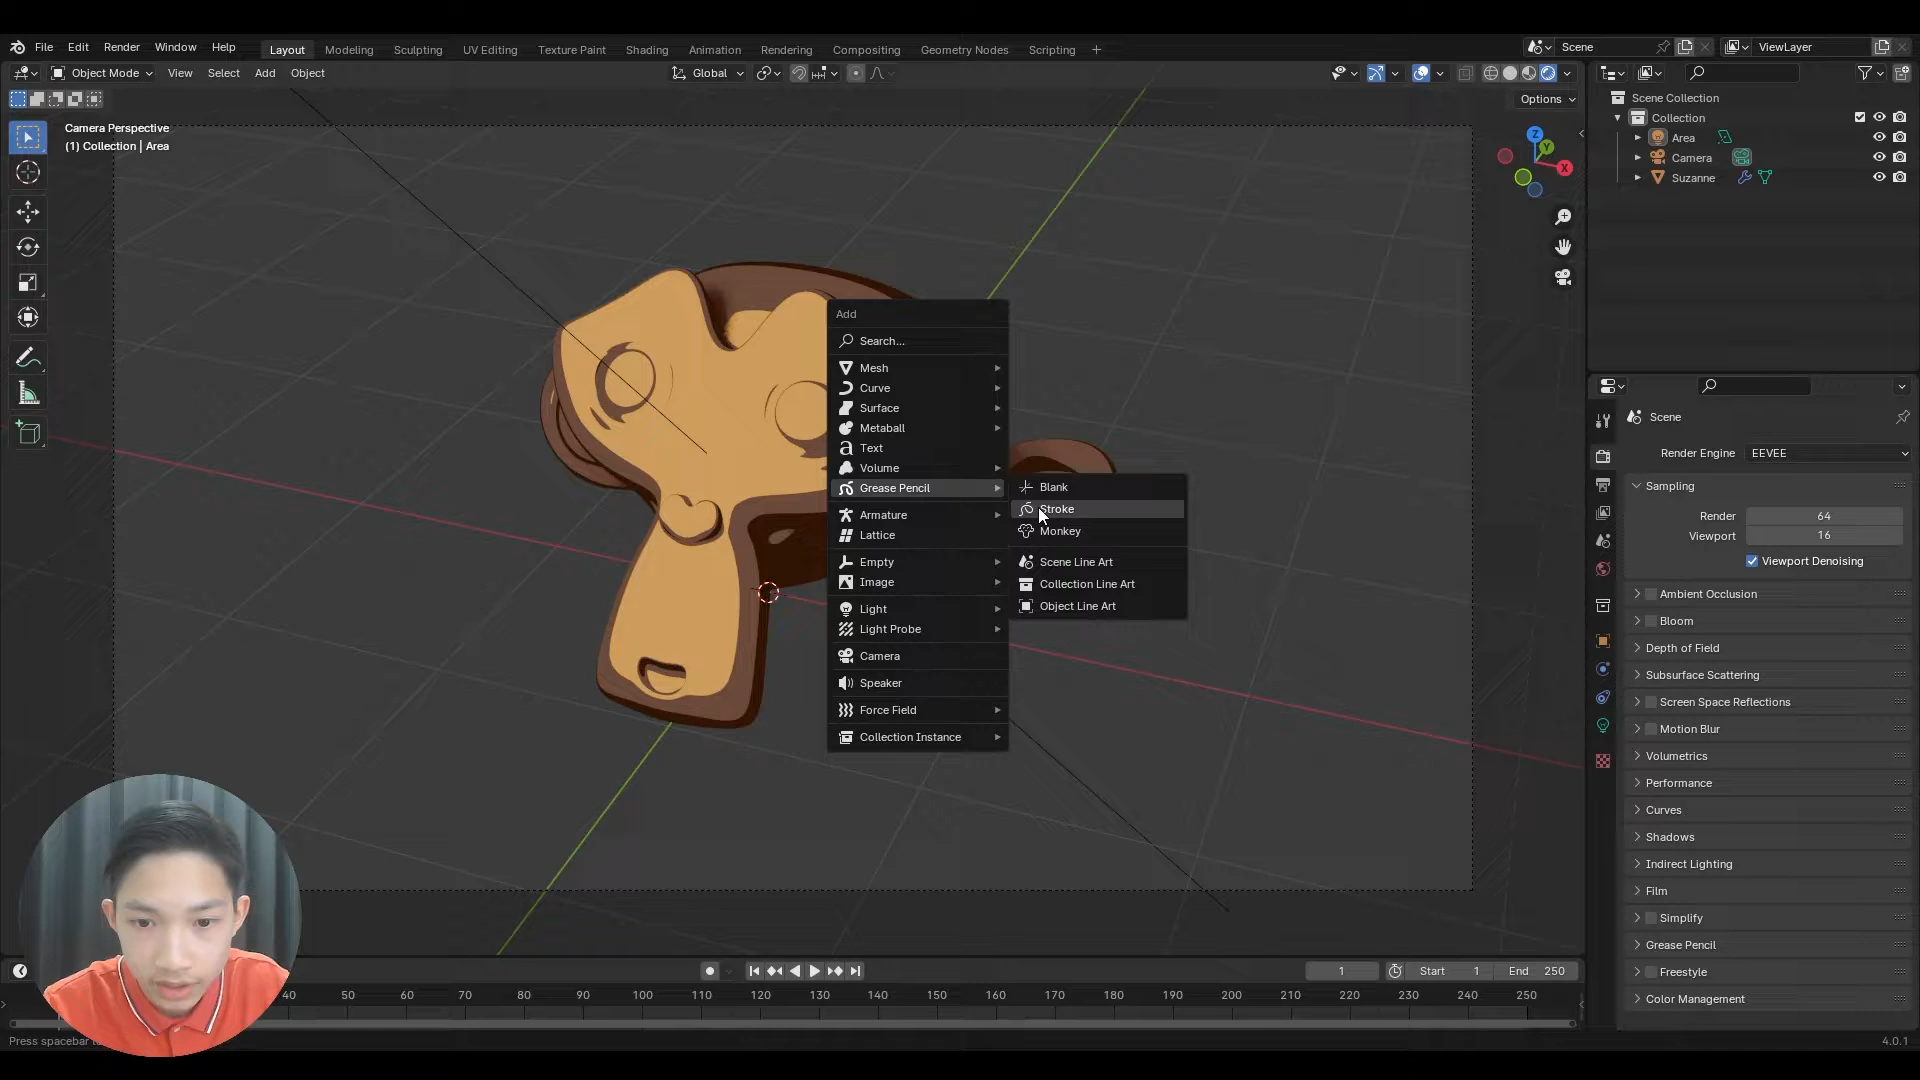 File Edit Render Window Help Layout Modeling Sculpting UV Editing Texture Paint Shading Animation Rendering Compositing Geometry Nodes Scripting + Scene ViewLayer
Object Mode View Select Add Object Global
Options
Camera Perspective
(1) Collection | Area
Z
Y
X
Scene Collection
Collection
Area
Camera
Suzanne
Add
Search...
Mesh
Curve
Surface
Metaball
Text
Volume
Grease Pencil
Armature
Lattice
Empty
Image
Light
Light Probe
Camera
Speaker
Force Field
Collection Instance
Blank
Stroke
Monkey
Scene Line Art
Collection Line Art
Object Line Art
Scene
Render Engine EEVEE
Sampling
Render 64
Viewport 16
Viewport Denoising
Ambient Occlusion
Bloom
Depth of Field
Subsurface Scattering
Screen Space Reflections
Motion Blur
Volumetrics
Performance
Curves
Shadows
Indirect Lighting
Film
Simplify
Grease Pencil
Freestyle
Color Management
1 Start 1 End 250
40 50 60 70 80 90 100 110 120 130 140 150 160 170 180 190 200 210 220 230 240 250
Press spacebar
4.0.1